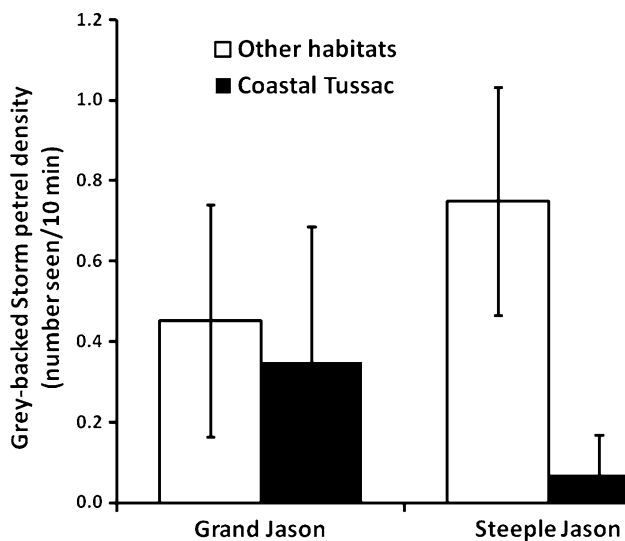 Grey-backed Storm petrel density
(number seen/10 min)
1.2
1.0
0.8
0.6
0.4
0.2
0.0
Other habitats
Coastal Tussac
Grand Jason
Steeple Jason